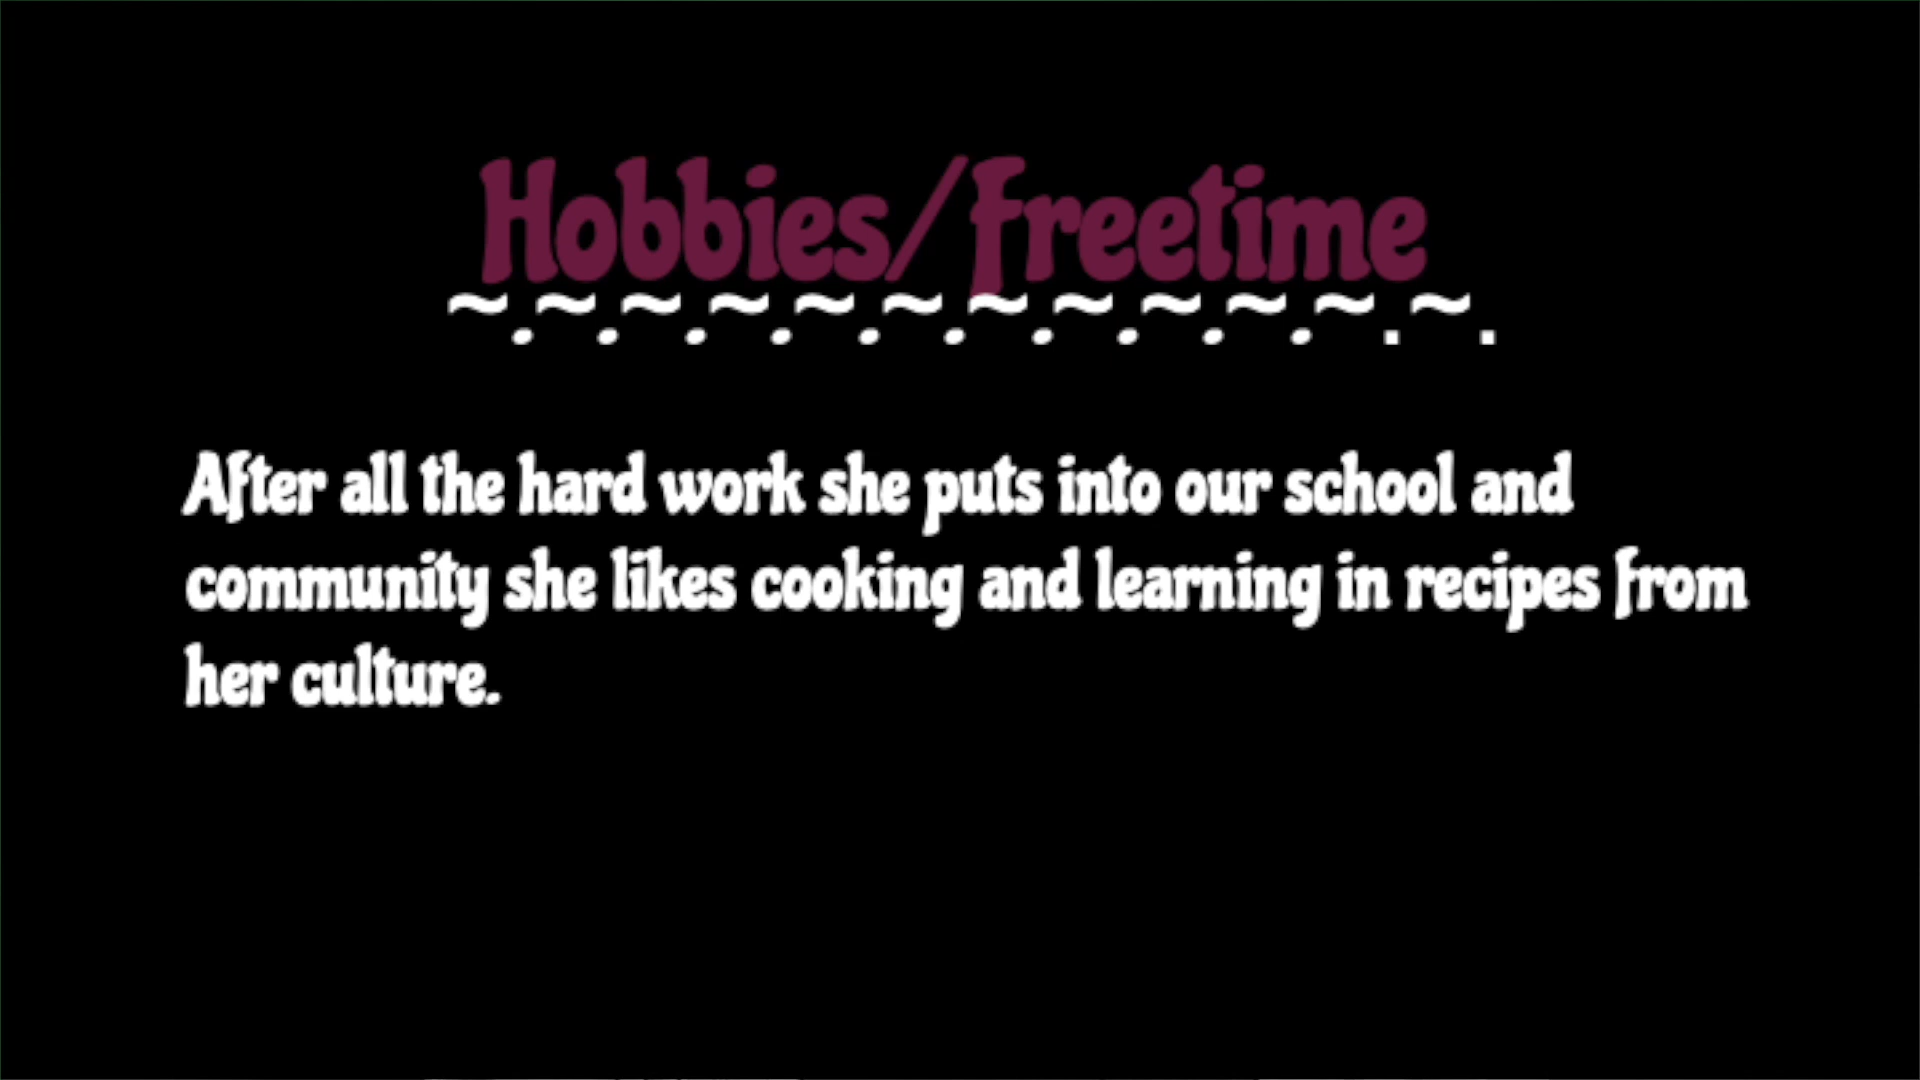 Hobbies/Freetime
~.~.~.~.~.~.~.~.~.~.~.~.
After all the hard work she puts into our school and
community she likes cooking and learning in recipes from
her culture.